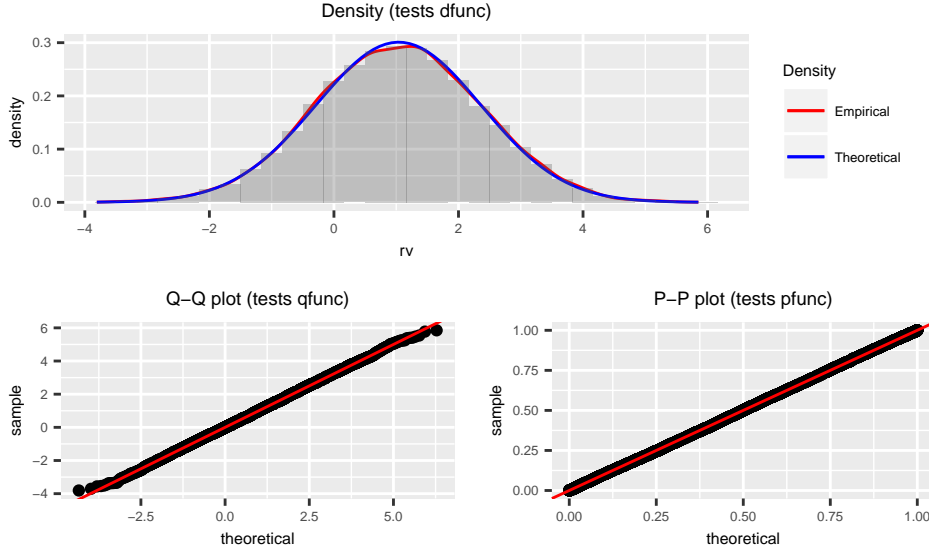 Density (tests dfunc)
0.3
0.2
0.1
0.0
density
−4
−2
0
2
4
6
rv
Density
Empirical
Theoretical
Q−Q plot (tests qfunc)
6
4
2
0
−2
−4
sample
−2.5
0.0
2.5
5.0
theoretical
P−P plot (tests pfunc)
1.00
0.75
0.50
0.25
0.00
sample
0.00
0.25
0.50
0.75
1.00
theoretical